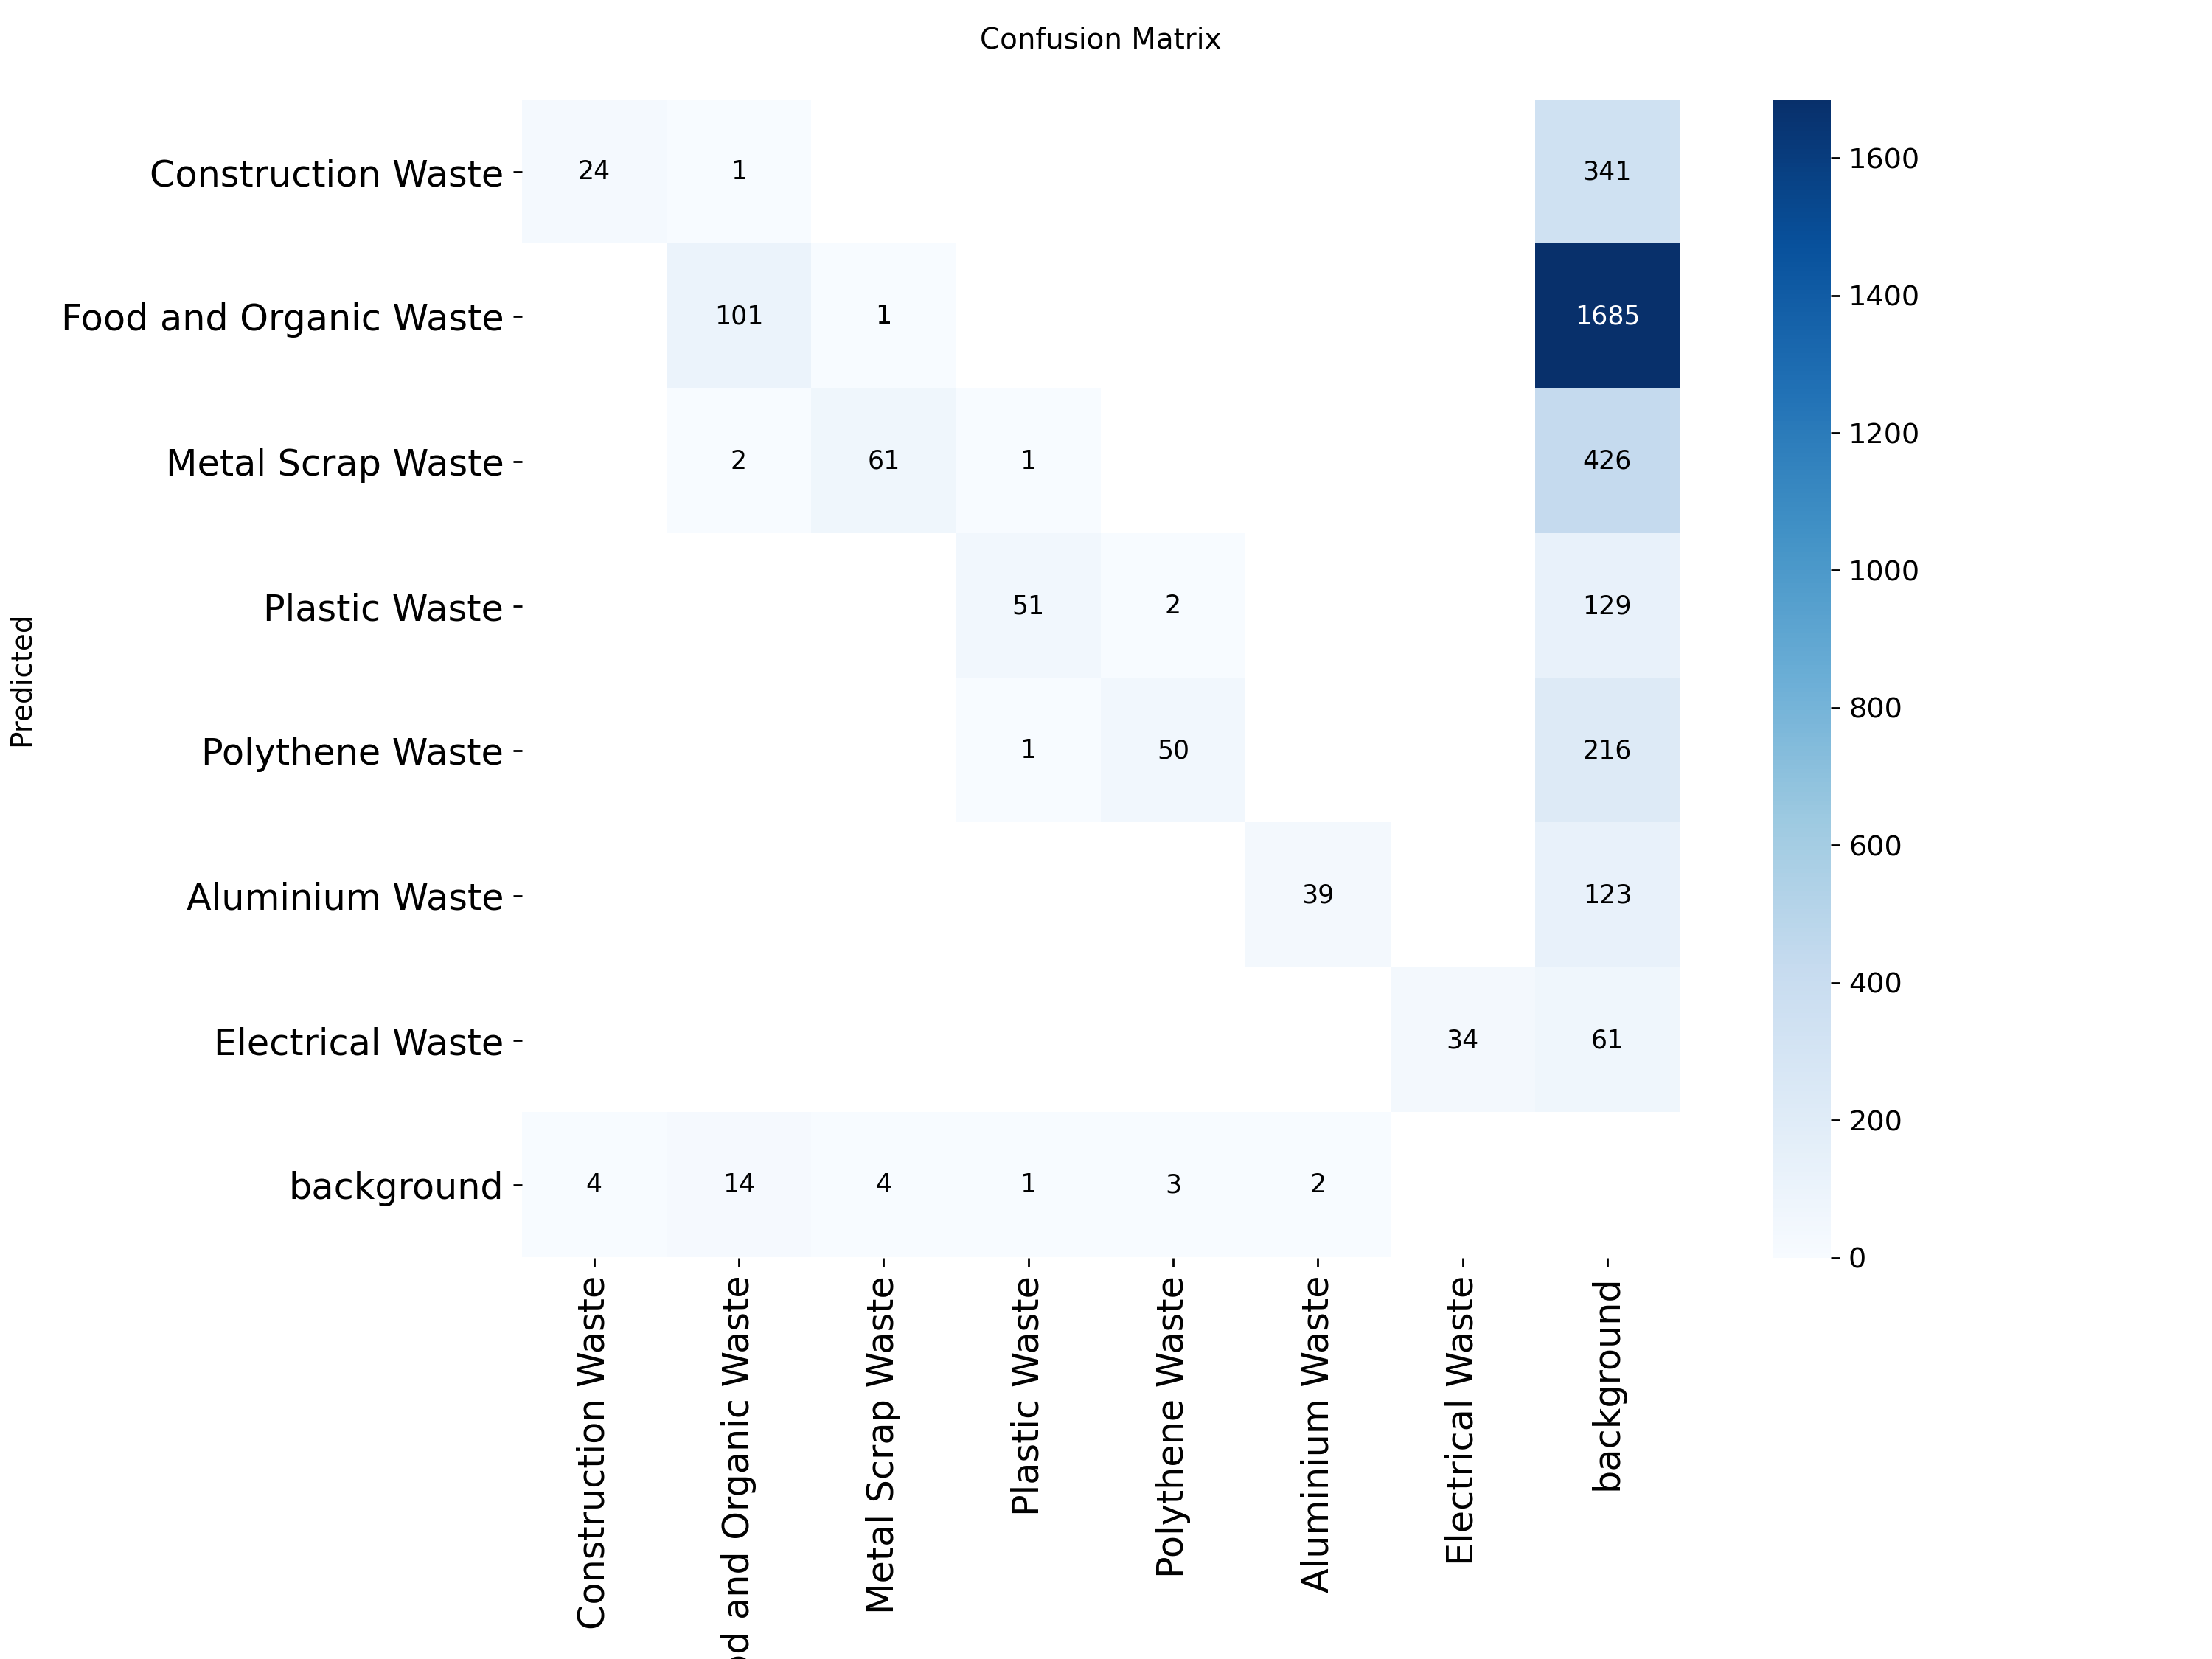 Confusion Matrix
Predicted
Construction Waste 24 1 341
Food and Organic Waste 101 1 1685
Metal Scrap Waste 2 61 1 426
Plastic Waste 51 2 129
Polythene Waste 1 50 216
Aluminium Waste 39 123
Electrical Waste 34 61
background 4 14 4 1 3 2
Construction Waste
and Organic Waste
Metal Scrap Waste
Plastic Waste
Polythene Waste
Aluminium Waste
Electrical Waste
background
1600
1400
1200
1000
800
600
400
200
0